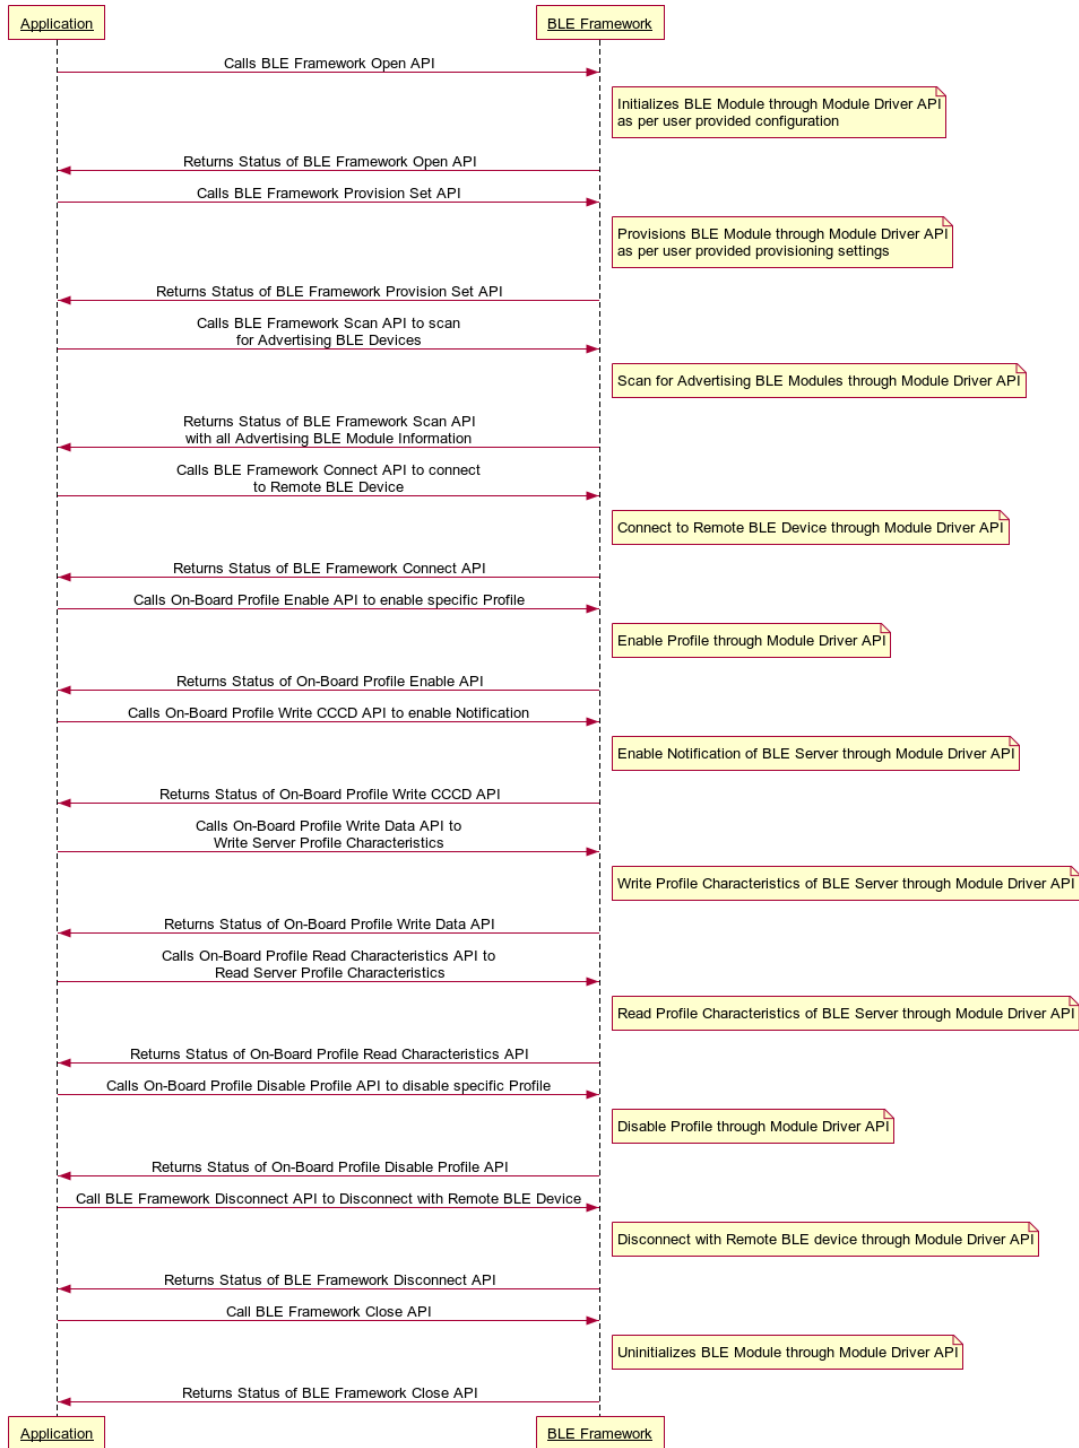 Application
BLE Framework
Calls BLE Framework Open API
Initializes BLE Module through Module Driver API
as per user provided configuration
Returns Status of BLE Framework Open API
Calls BLE Framework Provision Set API
Provisions BLE Module through Module Driver API
as per user provided provisioning settings
Returns Status of BLE Framework Provision Set API
Calls BLE Framework Scan API to scan
for Advertising BLE Devices
Scan for Advertising BLE Modules through Module Driver API
Returns Status of BLE Framework Scan API
with all Advertising BLE Module Information
Calls BLE Framework Connect API to connect
to Remote BLE Device
Connect to Remote BLE Device through Module Driver API
Returns Status of BLE Framework Connect API
Calls On-Board Profile Enable API to enable specific Profile
Enable Profile through Module Driver API
Returns Status of On-Board Profile Enable API
Calls On-Board Profile Write CCCD API to enable Notification
Enable Notification of BLE Server through Module Driver API
Returns Status of On-Board Profile Write CCCD API
Calls On-Board Profile Write Data API to
Write Server Profile Characteristics
Write Profile Characteristics of BLE Server through Module Driver API
Returns Status of On-Board Profile Write Data API
Calls On-Board Profile Read Characteristics API to
Read Server Profile Characteristics
Read Profile Characteristics of BLE Server through Module Driver API
Returns Status of On-Board Profile Read Characteristics API
Calls On-Board Profile Disable Profile API to disable specific Profile
Disable Profile through Module Driver API
Returns Status of On-Board Profile Disable Profile API
Call BLE Framework Disconnect API to Disconnect with Remote BLE Device
Disconnect with Remote BLE device through Module Driver API
Returns Status of BLE Framework Disconnect API
Call BLE Framework Close API
Uninitializes BLE Module through Module Driver API
Returns Status of BLE Framework Close API
Application
BLE Framework